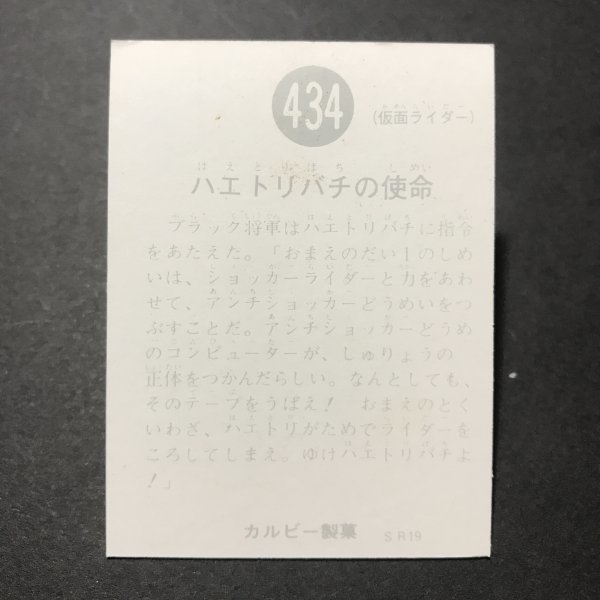 434
(仮面ライダー)
ハエトリバチの使命
ブラック将軍はハエトリバチに指令
をあたえた。「おまえのだい1のしめ
いは、ショッカーライダーと力をあわ
せて、アンチショッカーどうめいをつ
ぶすことだ。アンチショッカーどうめ
のコンピューターが、しゅりょうの
正体をつかんだらしい。なんとしても、
そのテープをうばえ! おまえのとく
いわざ、ハエトリがためでライダーを
ころしてしまえ。ゆけハエトリバチよ
!」
カルビー製菓
SR19